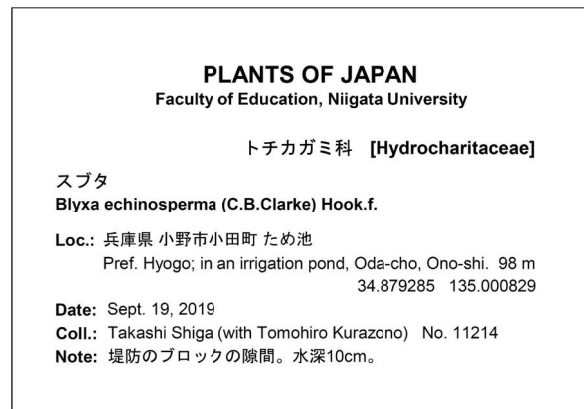 PLANTS OF JAPAN
Faculty of Education, Niigata University
トチカガミ科 [Hydrocharitaceae]
スブタ
Blyxa echinosperma (C.B.Clarke) Hook.f.
Loc.: 兵庫県 小野市小田町 ため池
Pref. Hyogo; in an irrigation pond, Oda-cho, Ono-shi. 98 m
34.879285 135.000829
Date: Sept. 19, 2019
Coll.: Takashi Shiga (with Tomohiro Kurazono) No. 11214
Note: 堤防のブロックの隙間。水深10cm。